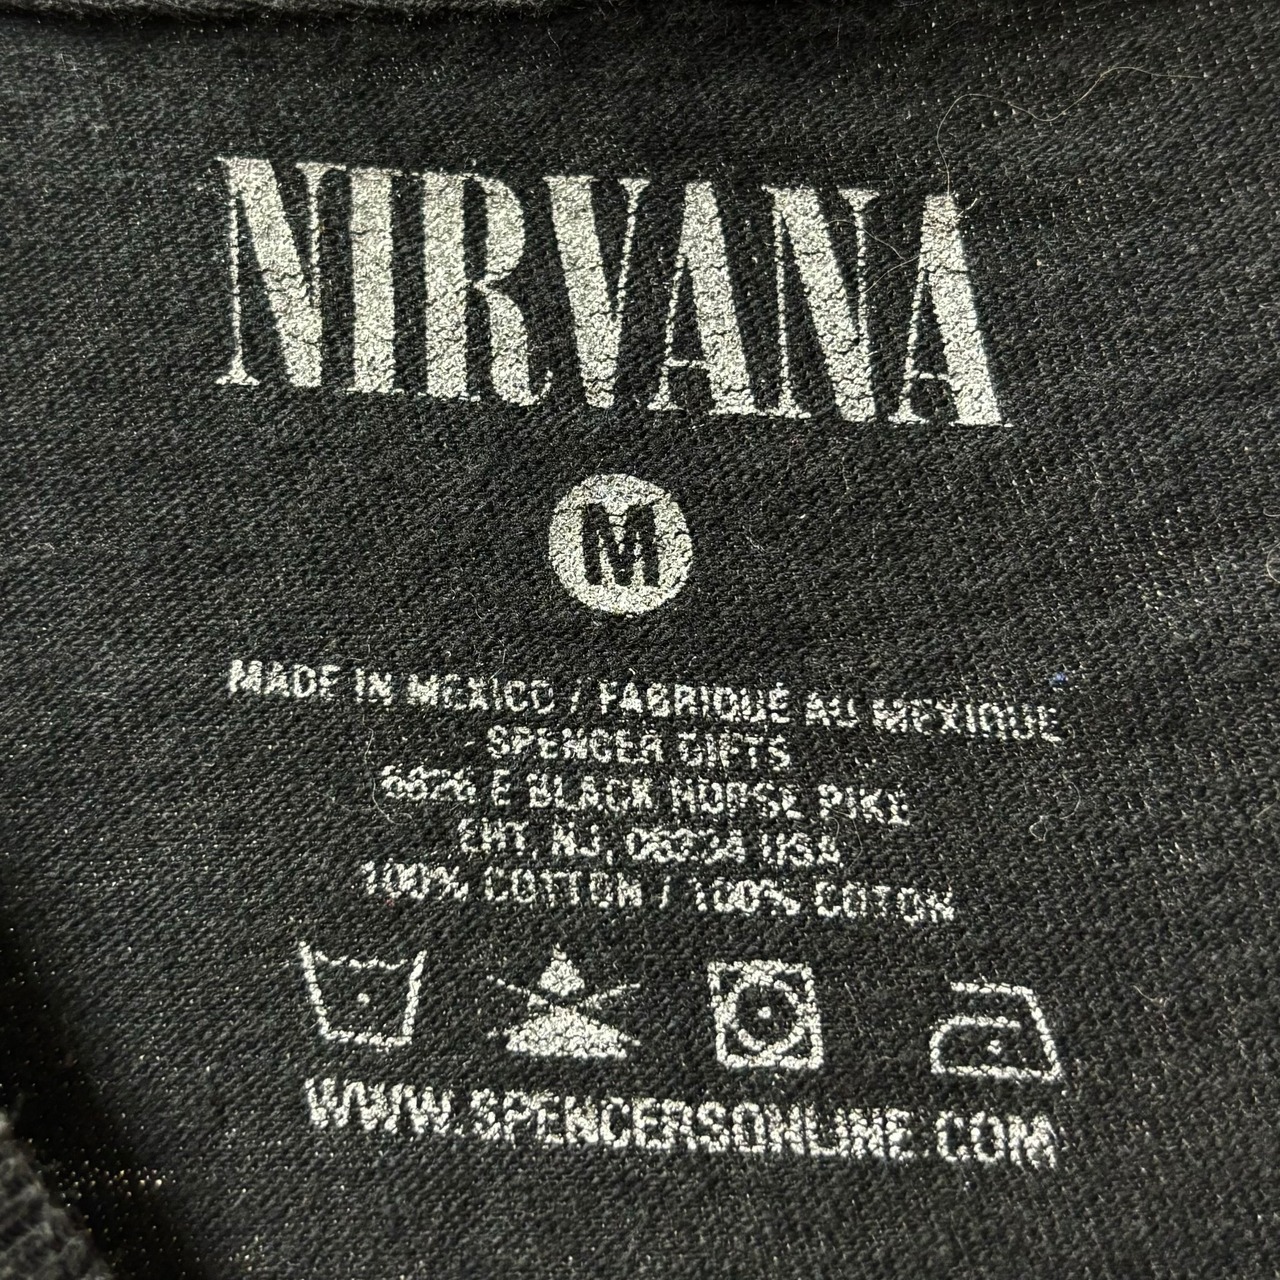 NIRVANA
M
MADE IN MEXICO / FABRIQUÉ AU MEXIQUE
SPENCER GIFTS
6826 E BLACK HORSE PIKE
EHT, NJ, 08234 USA
100% COTTON / 100% COTON
WWW.SPENCERSONLINE.COM